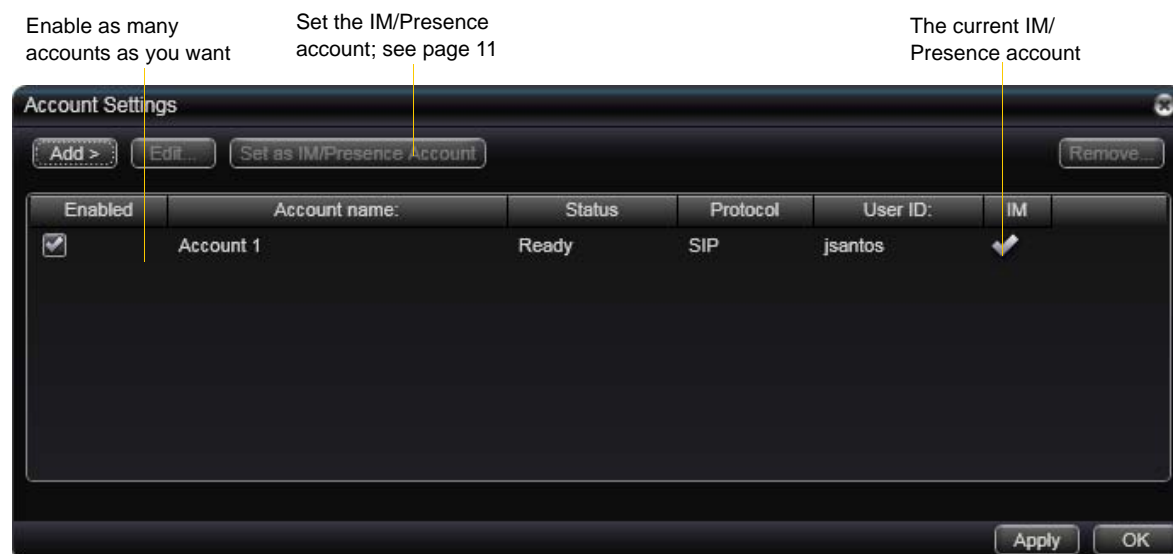 Enable as many
accounts as you want
Set the IM/Presence
account; see page 11
The current IM/
Presence account
Account Settings
Add > Edit... Set as IM/Presence Account Remove...
Enabled Account name: Status Protocol User ID: IM
Account 1 Ready SIP jsantos
Apply OK